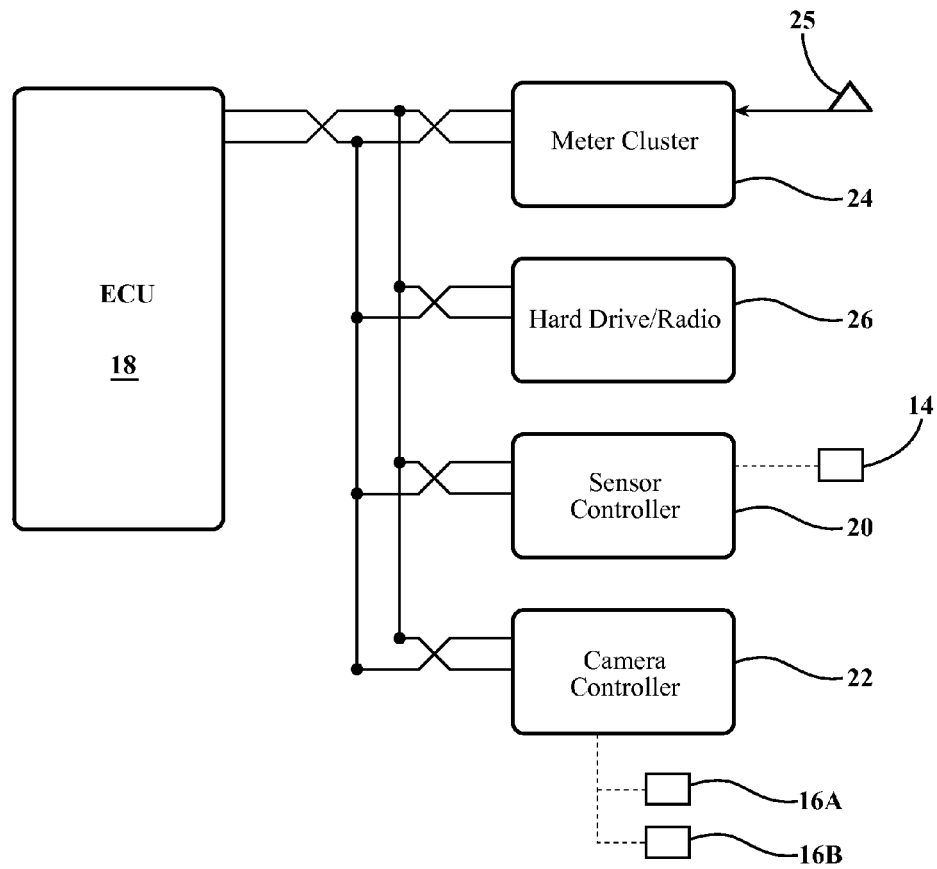 25
Meter Cluster
24
ECU
18
Hard Drive/Radio
26
14
Sensor
Controller
20
Camera
Controller
22
16A
16B